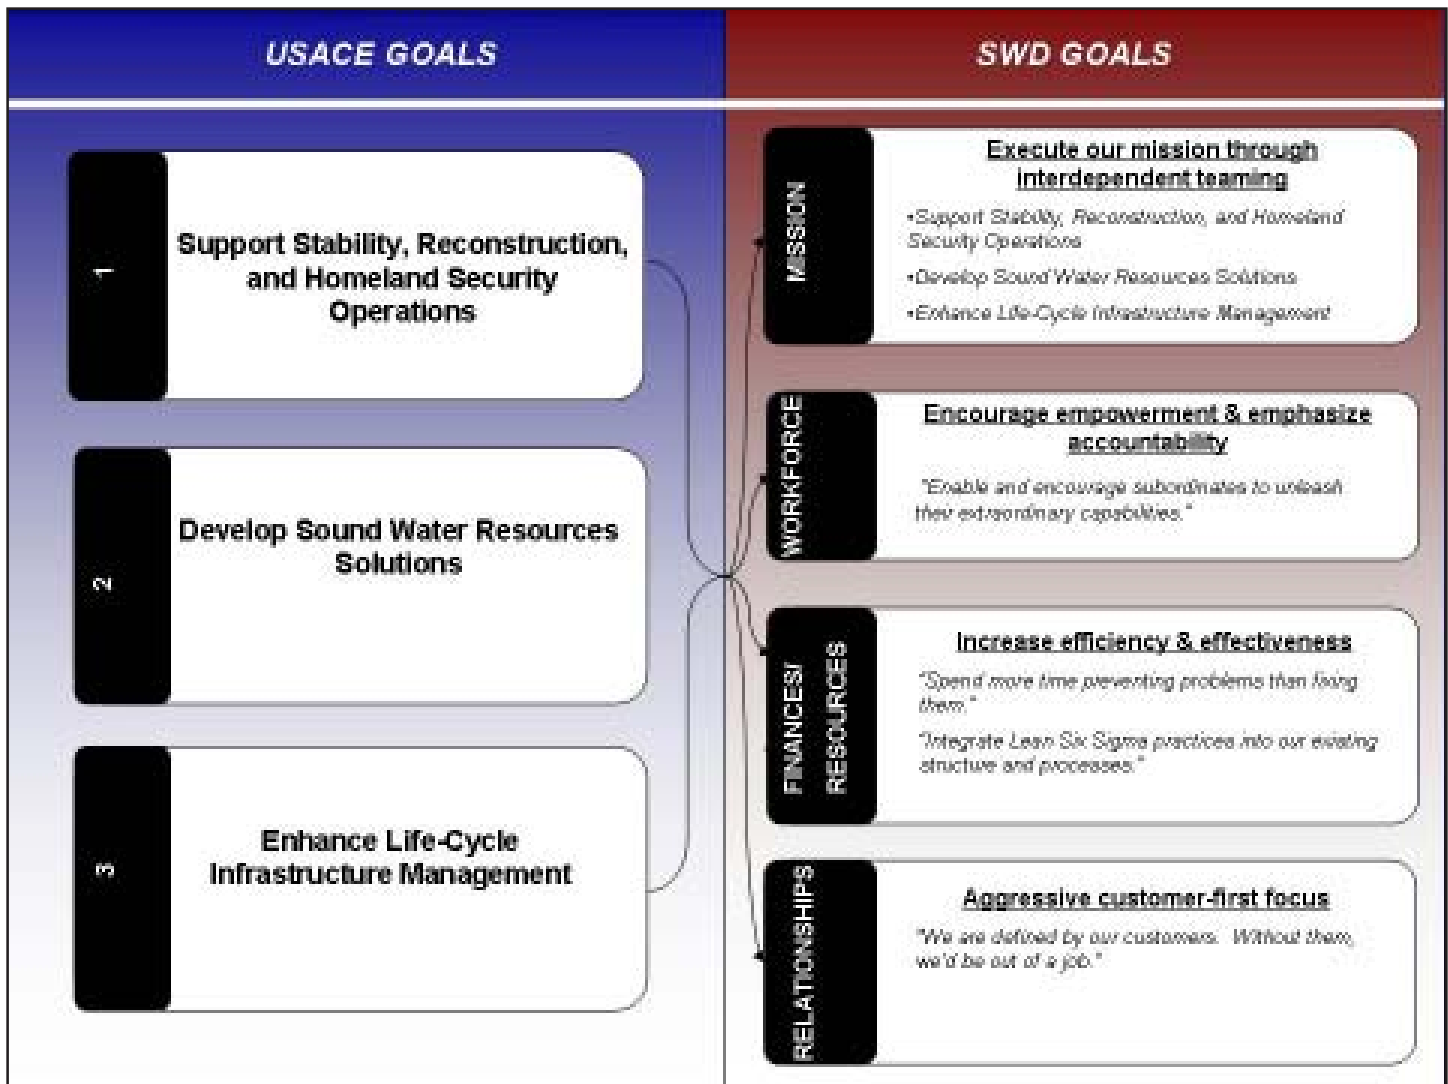 USACE GOALS
SWD GOALS
1
Support Stability, Reconstruction,
and Homeland Security
Operations
2
Develop Sound Water Resources
Solutions
3
Enhance Life-Cycle
Infrastructure Management
MISSION
Execute our mission through
interdependent teaming
•Support Stability, Reconstruction, and Homeland
Security Operations
•Develop Sound Water Resources Solutions
•Enhance Life-Cycle Infrastructure Management
WORKFORCE
Encourage empowerment & emphasize
accountability
"Enable and encourage subordinates to unleash
their extraordinary capabilities."
FINANCES/
RESOURCES
Increase efficiency & effectiveness
"Spend more time preventing problems than fixing
them."
"Integrate Lean Six Sigma practices into our existing
structure and processes."
RELATIONSHIPS
Aggressive customer-first focus
"We are defined by our customers. Without them,
we'd be out of a job."